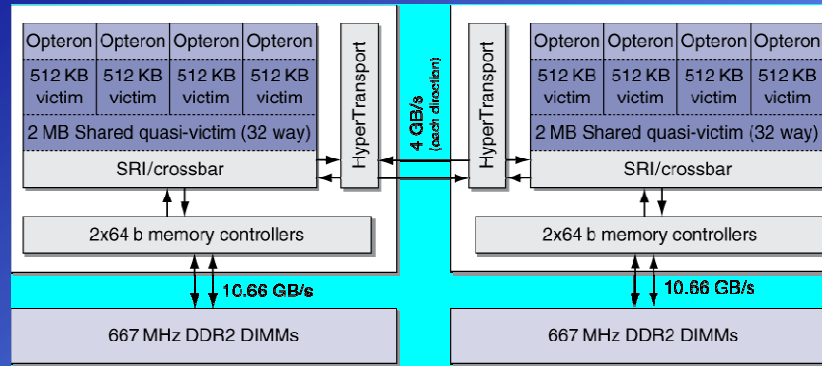 Opteron Opteron Opteron Opteron
512 KB victim 512 KB victim 512 KB victim 512 KB victim
2 MB Shared quasi-victim (32 way)
SRI/crossbar
HyperTransport
2x64 b memory controllers
10.66 GB/s
667 MHz DDR2 DIMMs
4 GB/s
(each direction)
HyperTransport
Opteron Opteron Opteron Opteron
512 KB victim 512 KB victim 512 KB victim 512 KB victim
2 MB Shared quasi-victim (32 way)
SRI/crossbar
2x64 b memory controllers
10.66 GB/s
667 MHz DDR2 DIMMs